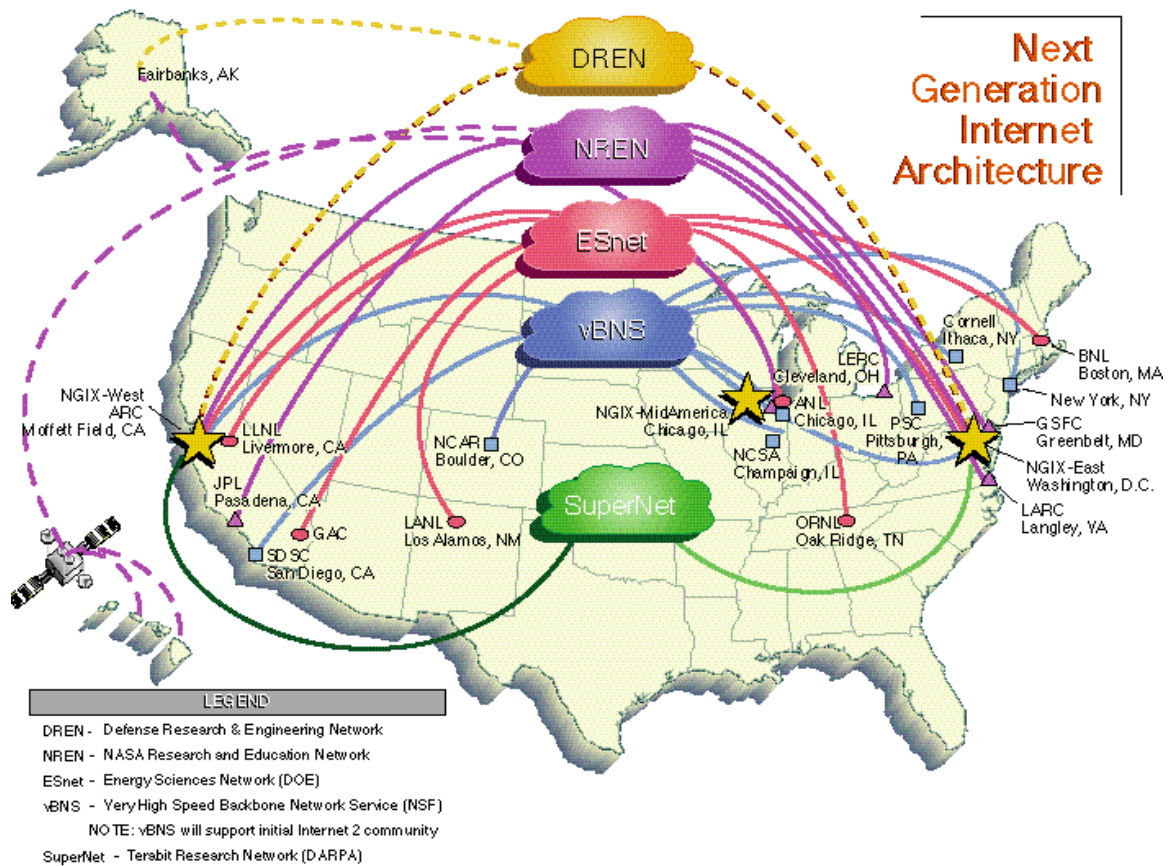 Next
Generation
Internet
Architecture
DREN
Fairbanks, AK
NREN
ESnet
vBNS
Cornell
Ithaca, NY
BNL
Boston, MA
LERC
Cleveland, OH
NGIX-West
ARC
Moffett Field, CA
LLNL
Livermore, CA
NCAR
Boulder, CO
NGIX-MidAmerica
Chicago, IL
ANL
Chicago, IL
New York, NY
PSC
Pittsburgh,
PA
GSFC
Greenbelt, MD
NCSA
Champaign, IL
NGIX-East
Washington, D.C.
JPL
Pasadena, CA
SuperNet
LARC
Langley, VA
GAC
LANL
Los Alamos, NM
ORNL
Oak Ridge, TN
SDSC
San Diego, CA
LEGEND
DREN - Defense Research & Engineering Network
NREN - NASA Research and Education Network
ESnet - Energy Sciences Network (DOE)
vBNS - Very High Speed Backbone Network Service (NSF)
NOTE: vBNS will support initial Internet 2 community
SuperNet - Terabit Research Network (DARPA)